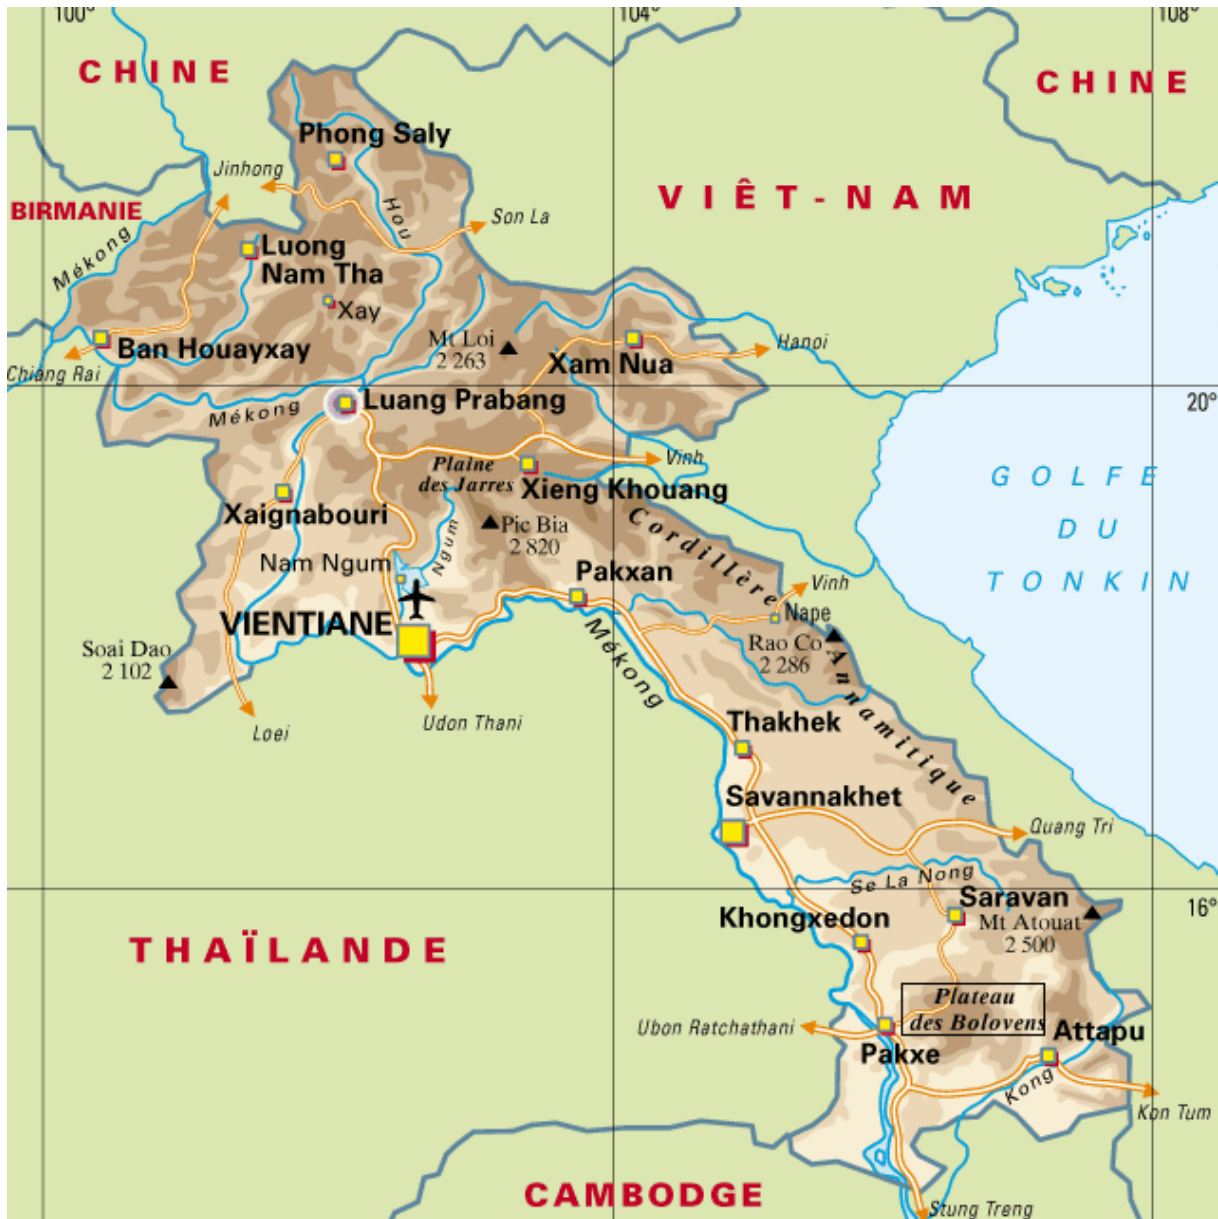 100°
104°
108°
CHINE
CHINE
Phong Saly
Jinhong
VIÊT-NAM
BIRMANIE
Hou
Son La
Mékong
Luong
Nam Tha
Xay
Mt Loi
2 263
Hanoi
Ban Houayxay
Xam Nua
Chiang Rai
Luang Prabang
20°
Mékong
Plaine
des Jarres
Vinh
GOLFE
DU
TONKIN
Xieng Khouang
Xaignabouri
Pic Bia
2 820
Cordillère
Annamitique
Ngum
Nam Ngum
Pakxan
Vinh
Nape
VIENTIANE
Mékong
Rao Co
2 286
Soai Dao
2 102
Loei
Udon Thani
Thakhek
Savannakhet
Quang Tri
Se La Nong
Saravan
16°
Khongxedon
Mt Atouat
2 500
THAÏLANDE
Plateau
des Bolovens
Ubon Ratchathani
Attapu
Pakxe
Kong
Kon Tum
CAMBODGE
Stung Treng